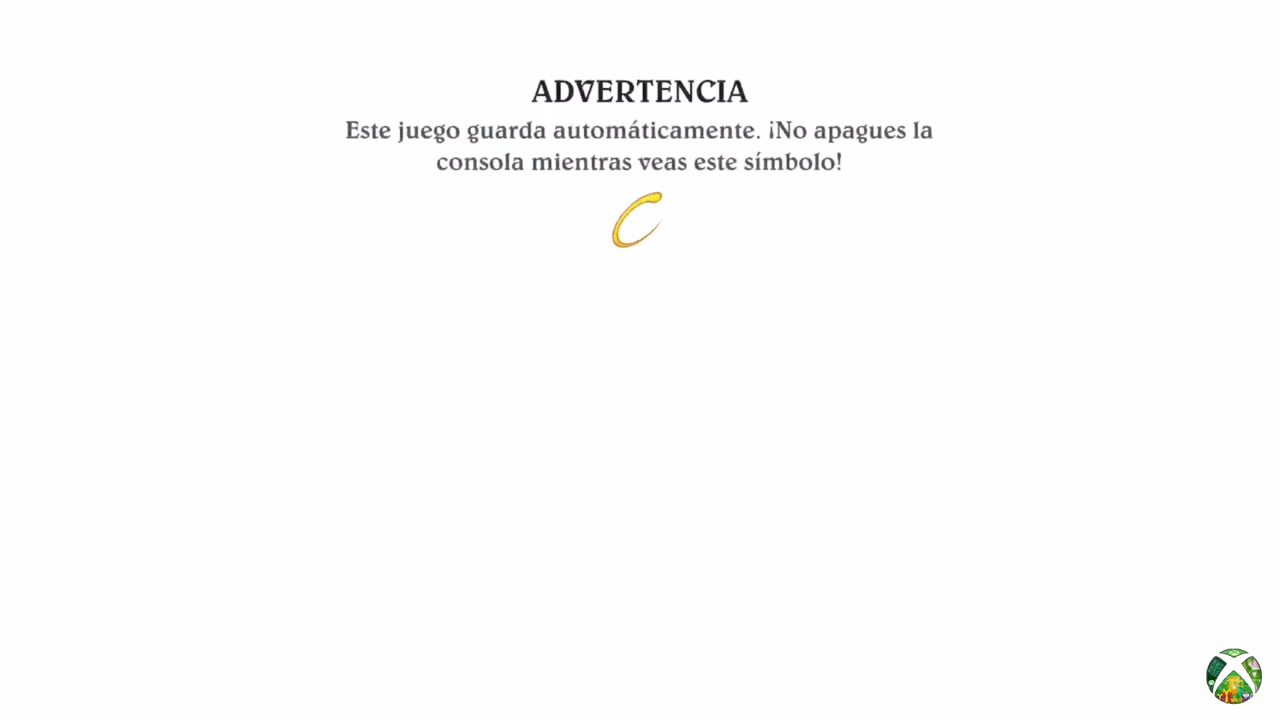 ADVERTENCIA
Este juego guarda automáticamente. ¡No apagues la
consola mientras veas este símbolo!